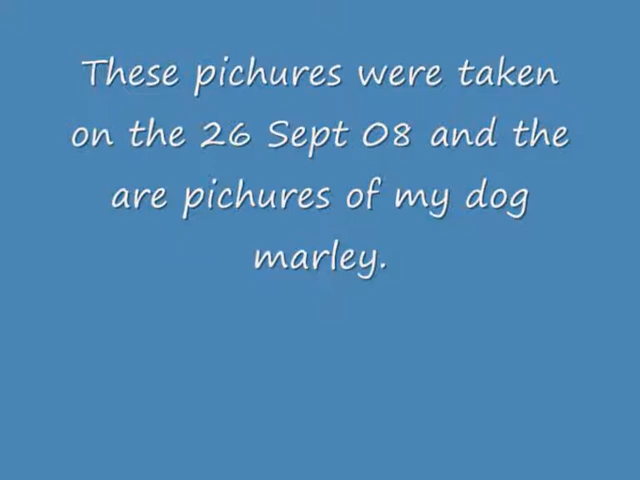 These pichures were taken
on the 26 Sept 08 and the
are pichures of my dog
marley.